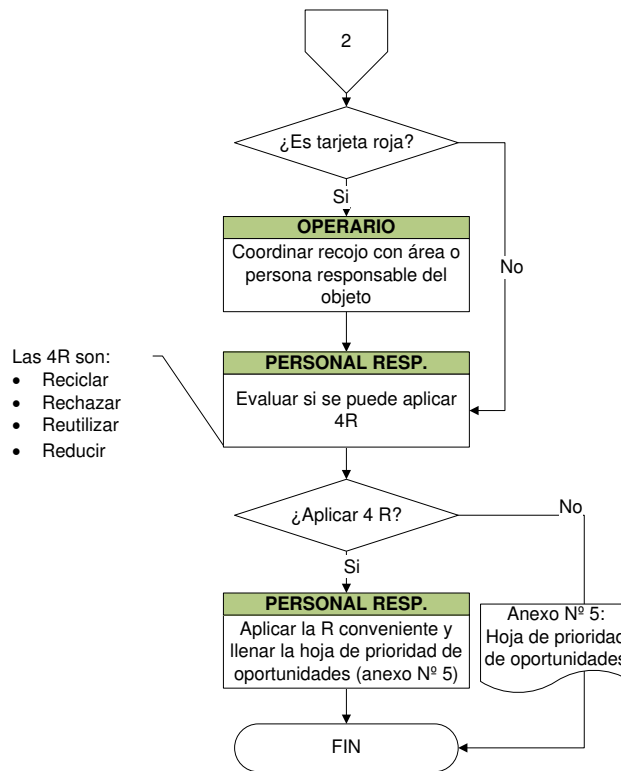 2
¿Es tarjeta roja?
Si
No
OPERARIO
Coordinar recojo con área o
persona responsable del
objeto
PERSONAL RESP.
Evaluar si se puede aplicar
4R
Las 4R son:
• Reciclar
• Rechazar
• Reutilizar
• Reducir
¿Aplicar 4 R?
No
Si
PERSONAL RESP.
Aplicar la R conveniente y
llenar la hoja de prioridad de
oportunidades (anexo Nº 5)
Anexo Nº 5:
Hoja de prioridad
de oportunidades
FIN